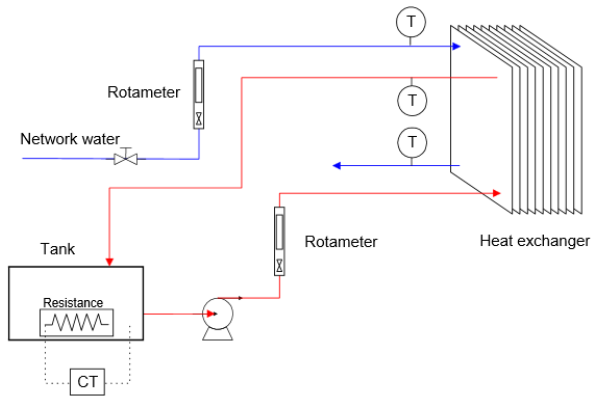 T
Rotameter
T
Network water
T
Rotameter
Heat exchanger
Tank
Resistance
CT